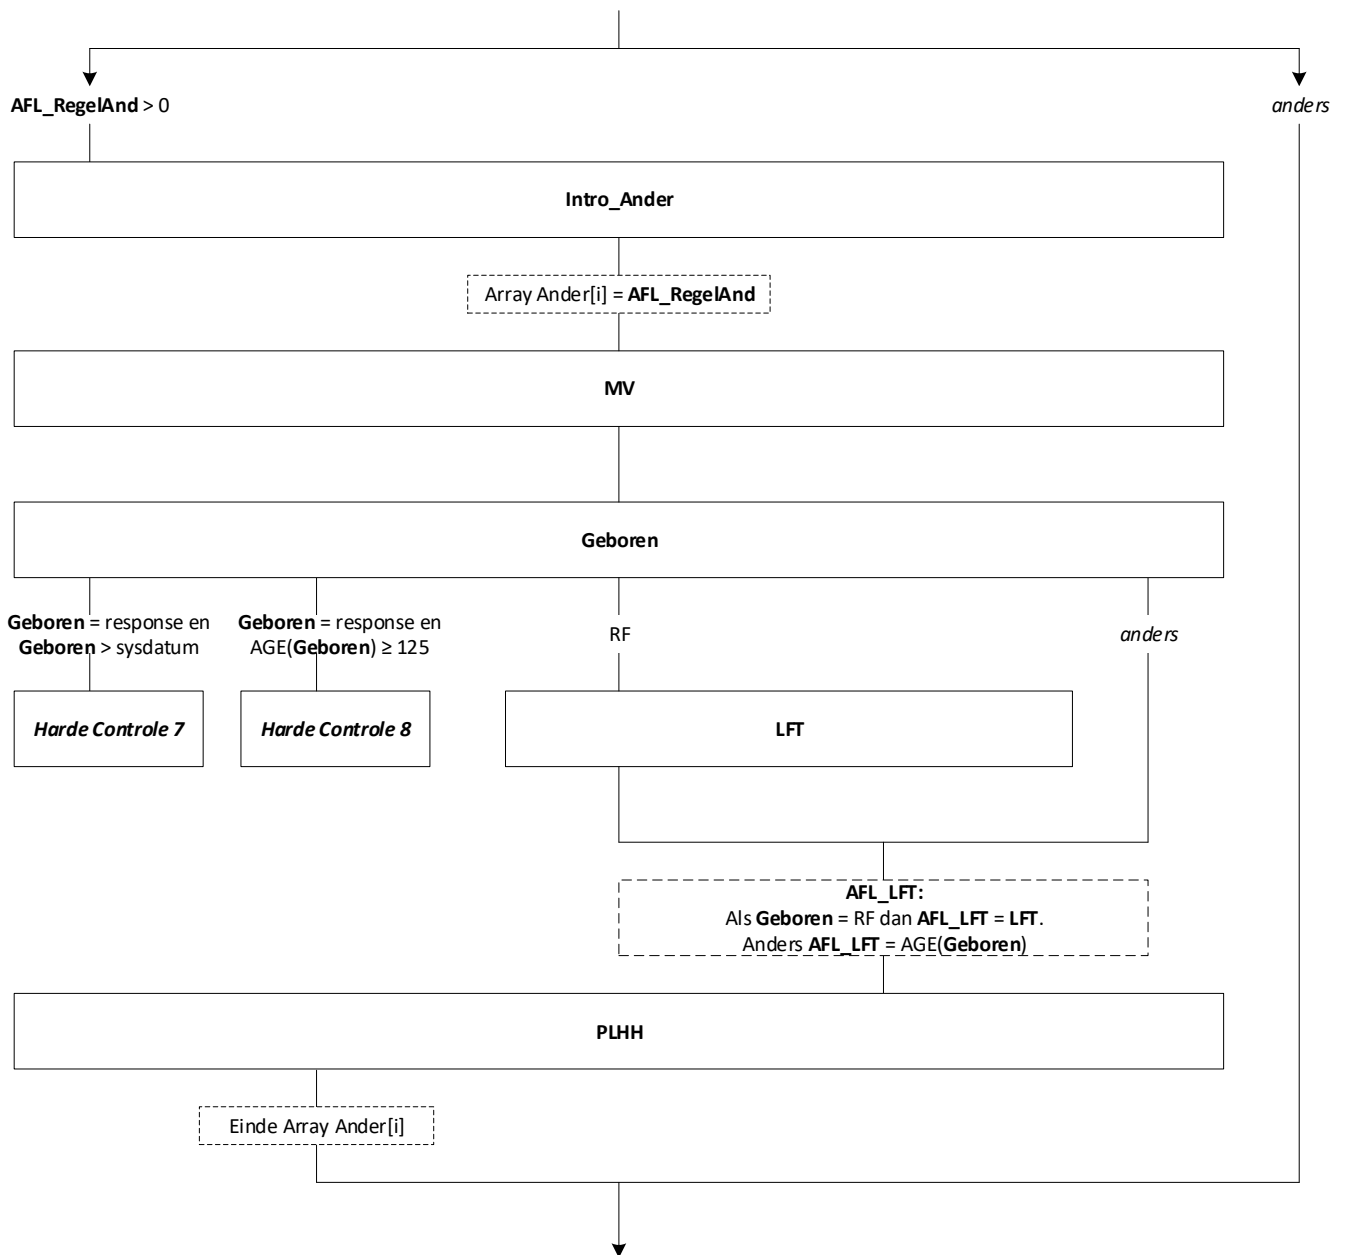 AFL_RegelAnd > 0
anders
Intro_Ander
Array Ander[i] = AFL_RegelAnd
MV
Geboren
Geboren = response en
Geboren > sysdatum
Geboren = response en
AGE(Geboren) ≥ 125
RF
anders
Harde Controle 7
Harde Controle 8
LFT
AFL_LFT:
Als Geboren = RF dan AFL_LFT = LFT.
Anders AFL_LFT = AGE(Geboren)
PLHH
Einde Array Ander[i]